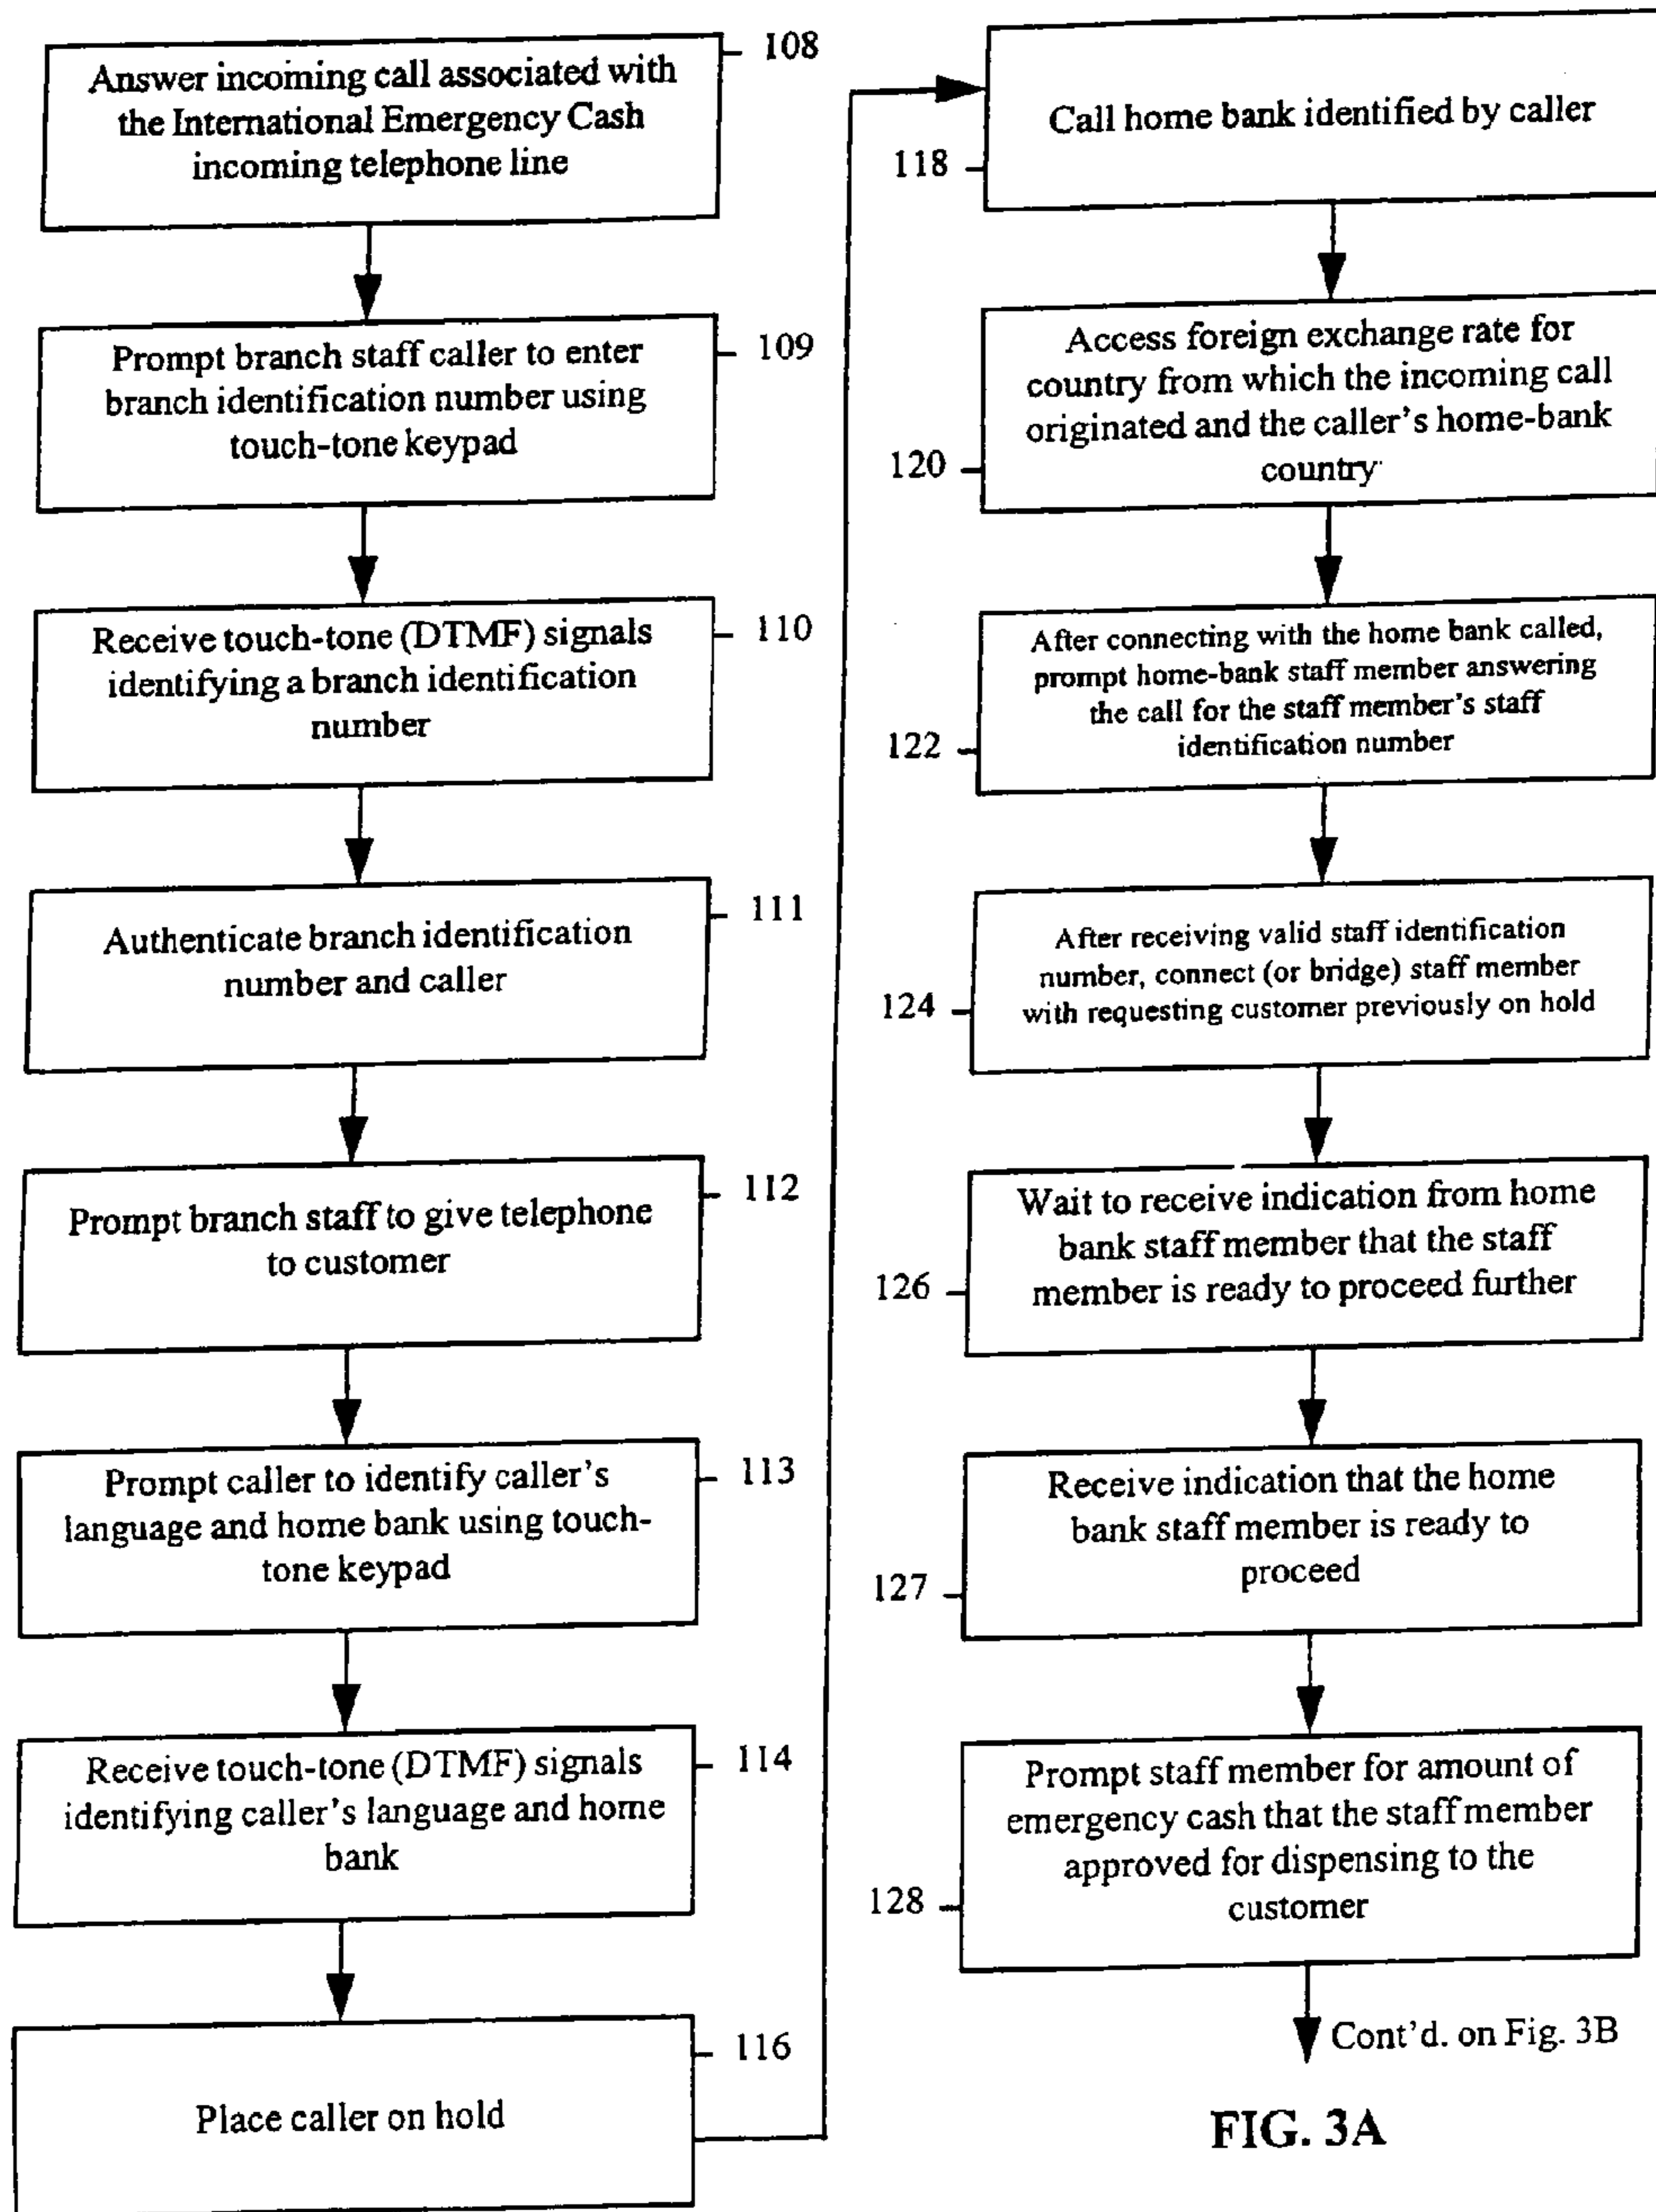 Answer incoming call associated with
the International Emergency Cash
incoming telephone line
108
Prompt branch staff caller to enter
branch identification number using
touch-tone keypad
109
Receive touch-tone (DTMF) signals
identifying a branch identification
number
110
Authenticate branch identification
number and caller
111
Prompt branch staff to give telephone
to customer
112
Prompt caller to identify caller's
language and home bank using touch-
tone keypad
113
Receive touch-tone (DTMF) signals
identifying caller's language and home
bank
114
Place caller on hold
116
Call home bank identified by caller
118
Access foreign exchange rate for
country from which the incoming call
originated and the caller's home-bank
country
120
After connecting with the home bank called,
prompt home-bank staff member answering
the call for the staff member's staff
identification number
122
After receiving valid staff identification
number, connect (or bridge) staff member
with requesting customer previously on hold
124
Wait to receive indication from home
bank staff member that the staff
member is ready to proceed further
126
Receive indication that the home
bank staff member is ready to
proceed
127
Prompt staff member for amount of
emergency cash that the staff member
approved for dispensing to the
customer
128
Cont'd. on Fig. 3B
FIG. 3A